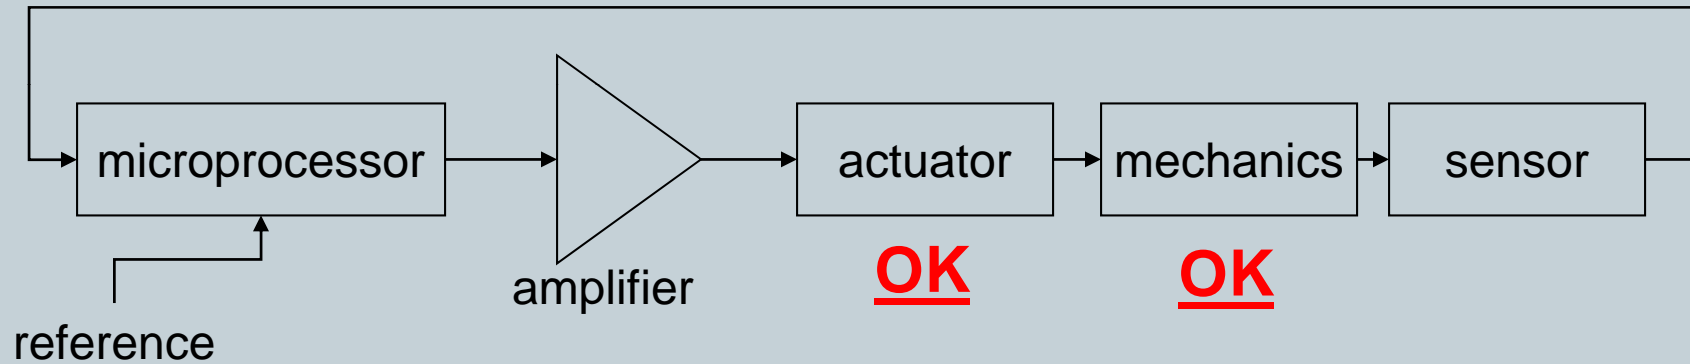 microprocessor
actuator
mechanics
sensor
OK
OK
amplifier
reference